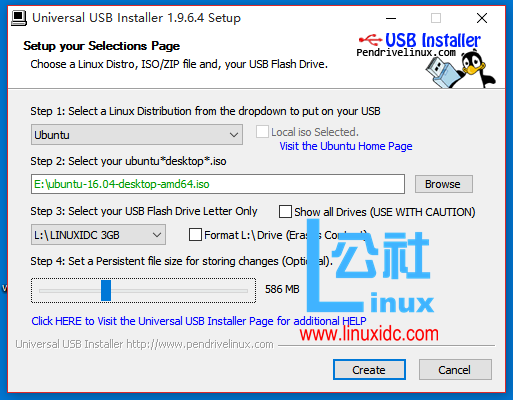 Universal USB Installer 1.9.6.4 Setup
Setup your Selections Page
Choose a Linux Distro, ISO/ZIP file and, your USB Flash Drive.
USB Installer
Pendrivelinux.com
Step 1: Select a Linux Distribution from the dropdown to put on your USB
Ubuntu
Local iso Selected.
Visit the Ubuntu Home Page
Step 2: Select your ubuntu*desktop*.iso
E:\ubuntu-16.04-desktop-amd64.iso
Browse
Step 3: Select your USB Flash Drive Letter Only
Show all Drives (USE WITH CAUTION)
L:\LINUXIDC 3GB
Format L:\ Drive (Erases Content)
Step 4: Set a Persistent file size for storing changes (Optional).
586 MB
公社
Linux
www.linuxidc.com
Click HERE to Visit the Universal USB Installer Page for additional HELP
Universal USB Installer http://www.pendrivelinux.com
Create
Cancel